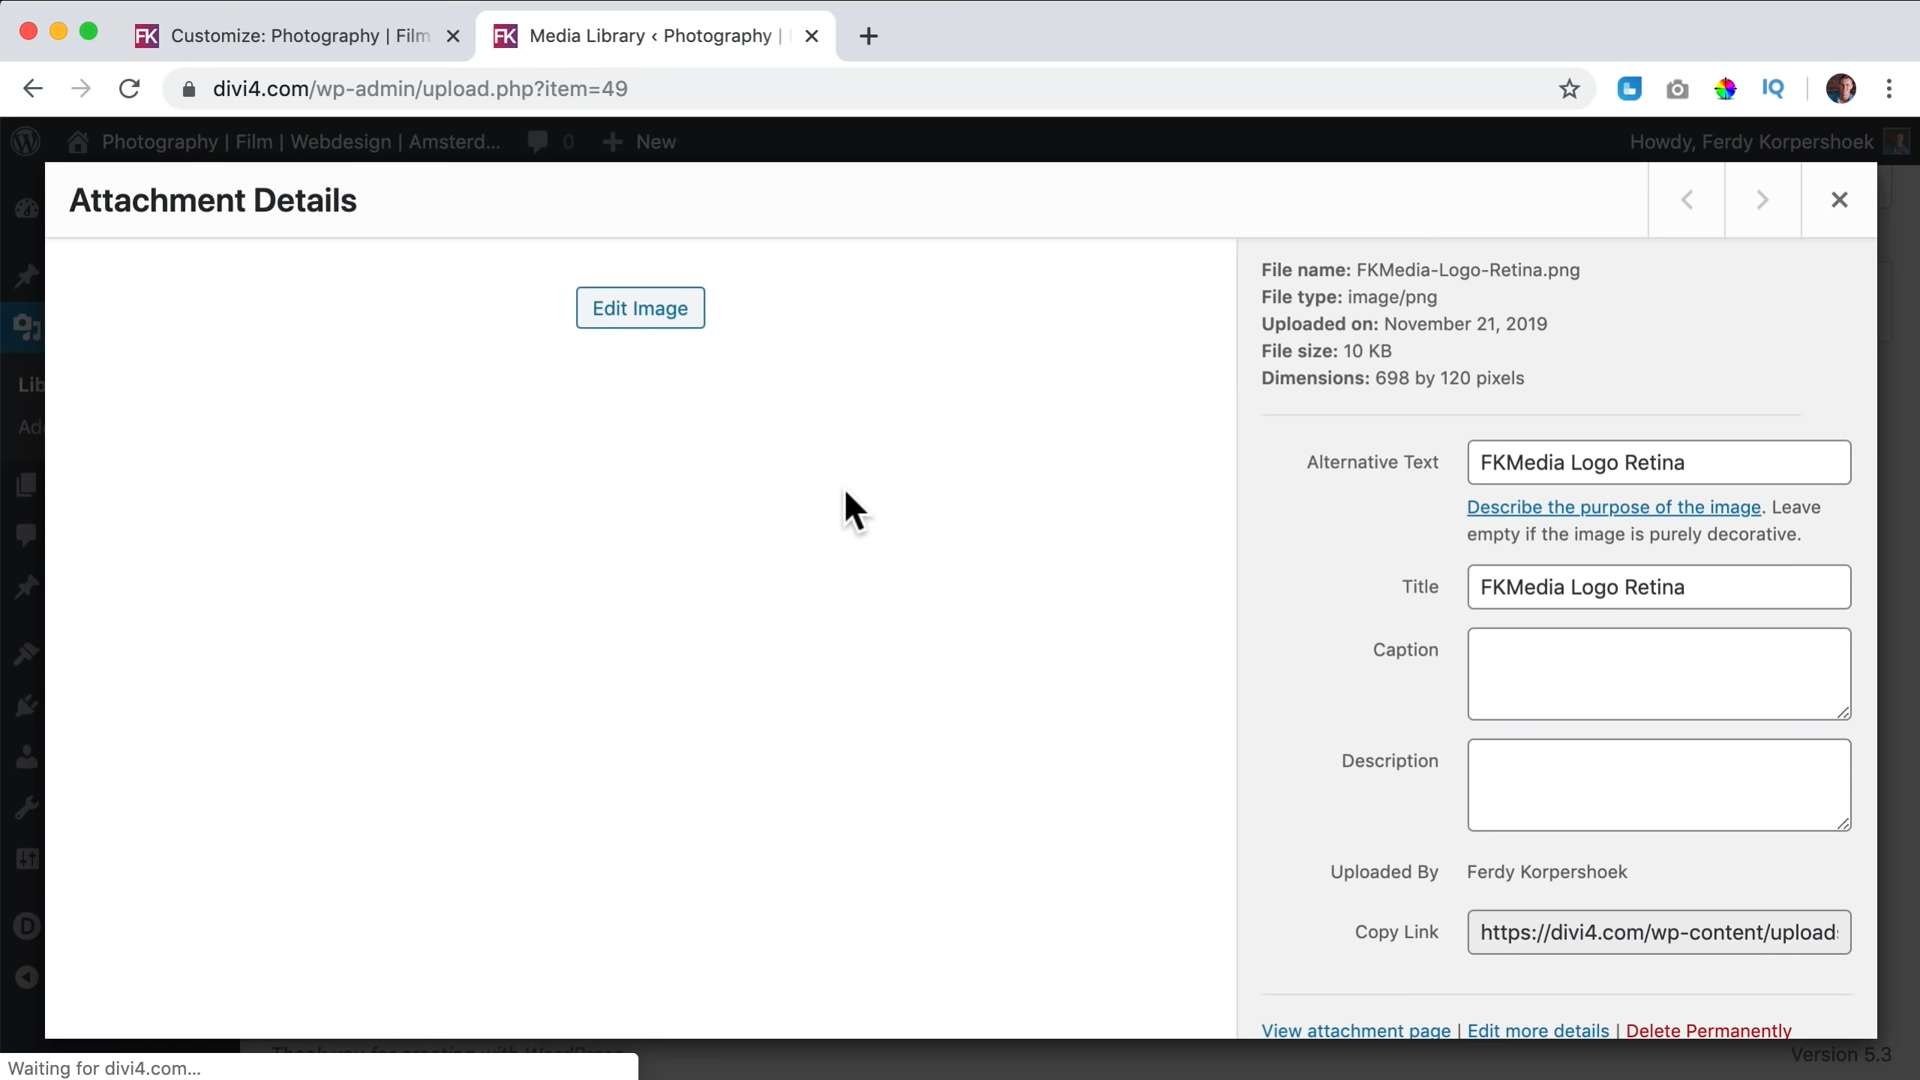 FK Customize: Photography | Film
FK Media Library ‹ Photography |
divi4.com/wp-admin/upload.php?item=49
IQ
Photography | Film | Webdesign | Amsterd... 0 New
Howdy, Ferdy Korpershoek
Attachment Details
Lib
Add
Edit Image
File name: FKMedia-Logo-Retina.png
File type: image/png
Uploaded on: November 21, 2019
File size: 10 KB
Dimensions: 698 by 120 pixels
Alternative Text FKMedia Logo Retina
Describe the purpose of the image. Leave
empty if the image is purely decorative.
Title FKMedia Logo Retina
Caption
Description
Uploaded By Ferdy Korpershoek
Copy Link https://divi4.com/wp-content/upload
View attachment page | Edit more details | Delete Permanently
Version 5.3
Waiting for divi4.com...